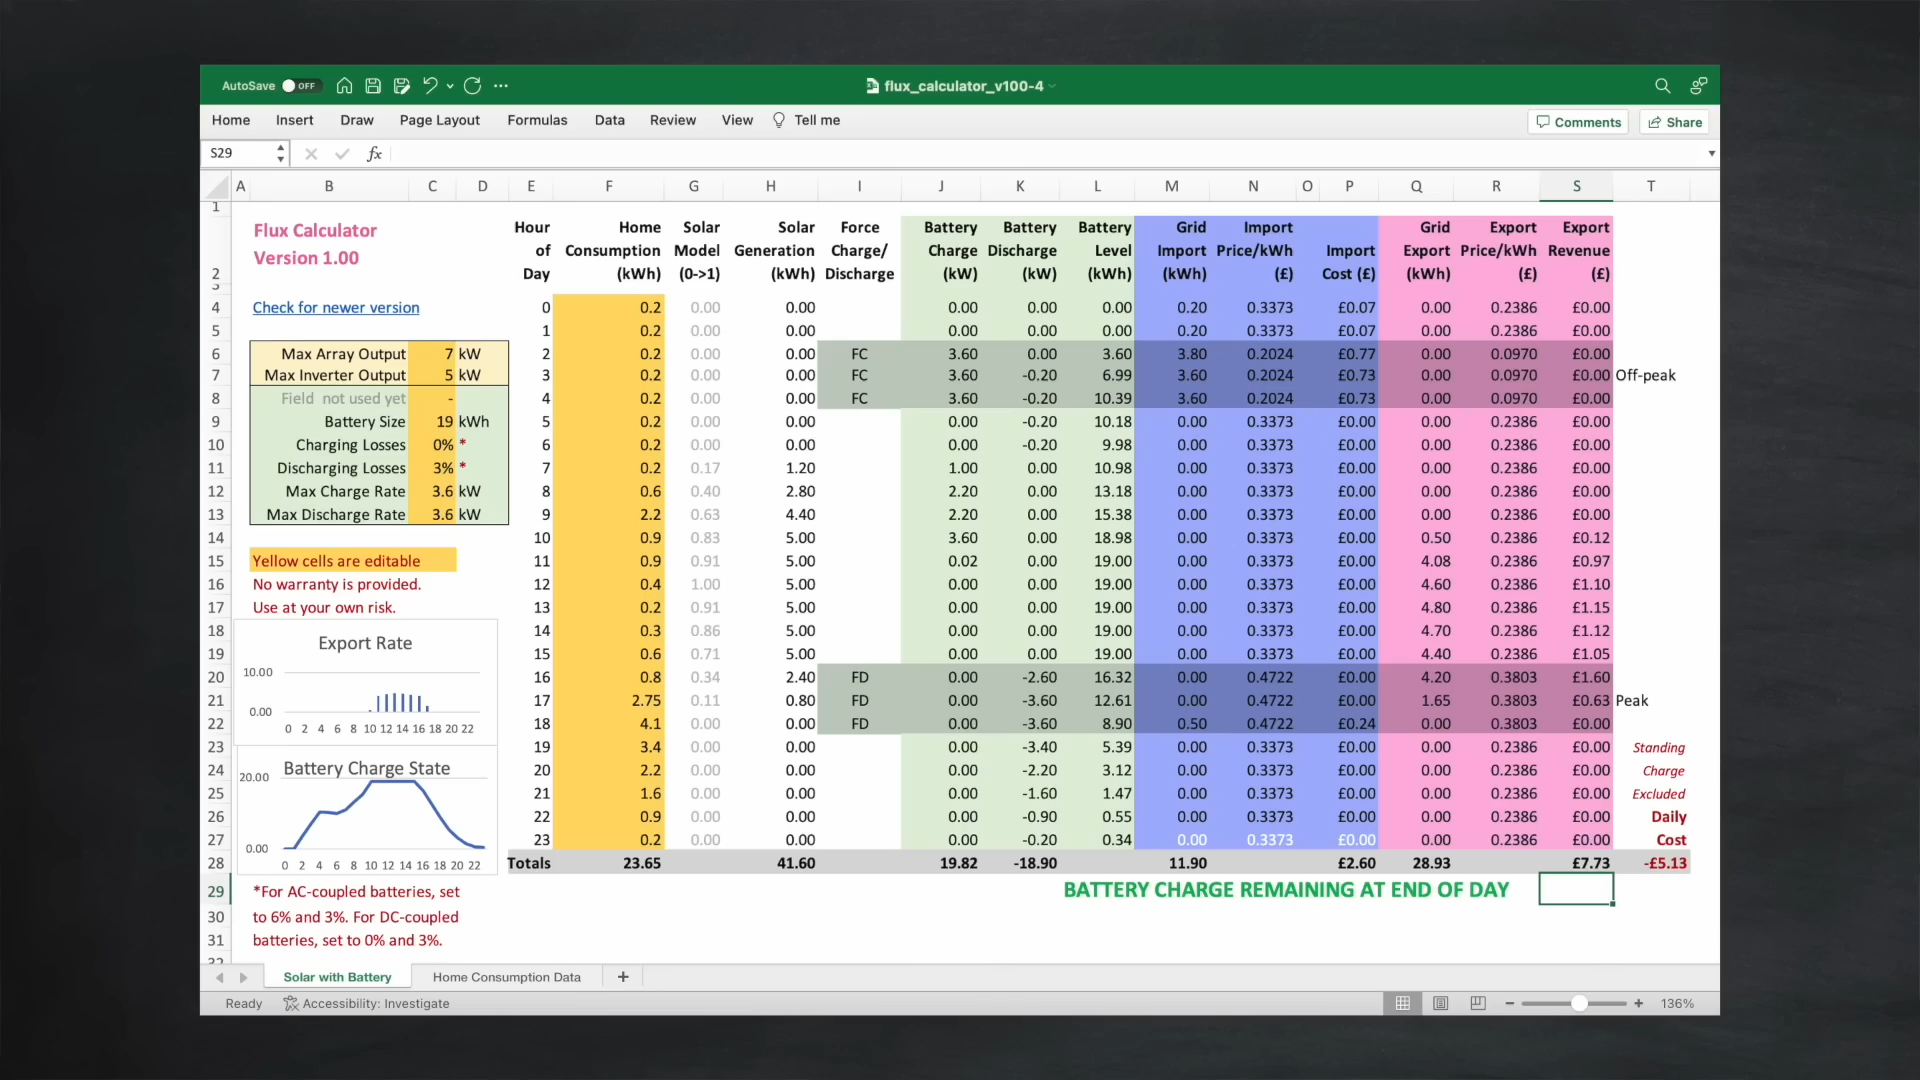 AutoSave OFF
flux_calculator_v100-4
Home Insert Draw Page Layout Formulas Data Review View Tell me Comments Share
S29 fx
A B C D E F G H I J K L M N O P Q R S T
1
Flux Calculator
Version 1.00
2 Hour of Day Home Consumption (kWh) Solar Model (0->1) Solar Generation (kWh) Force Charge/ Discharge Battery Charge (kW) Battery Discharge (kW) Battery Level (kWh) Grid Import (kWh) Import Price/kWh (£) Import Cost (£) Grid Export (kWh) Export Price/kWh (£) Export Revenue (£)
3
4 Check for newer version 0 0.2 0.00 0.00 0.00 0.00 0.00 0.20 0.3373 £0.07 0.00 0.2386 £0.00
5 1 0.2 0.00 0.00 0.00 0.00 0.00 0.20 0.3373 £0.07 0.00 0.2386 £0.00
6 Max Array Output 7 kW 2 0.2 0.00 0.00 FC 3.60 0.00 3.60 3.80 0.2024 £0.77 0.00 0.0970 £0.00
7 Max Inverter Output 5 kW 3 0.2 0.00 0.00 FC 3.60 -0.20 6.99 3.60 0.2024 £0.73 0.00 0.0970 £0.00 Off-peak
8 Field not used yet - 4 0.2 0.00 0.00 FC 3.60 -0.20 10.39 3.60 0.2024 £0.73 0.00 0.0970 £0.00
9 Battery Size 19 kWh 5 0.2 0.00 0.00 0.00 -0.20 10.18 0.00 0.3373 £0.00 0.00 0.2386 £0.00
10 Charging Losses 0% * 6 0.2 0.00 0.00 0.00 -0.20 9.98 0.00 0.3373 £0.00 0.00 0.2386 £0.00
11 Discharging Losses 3% * 7 0.2 0.17 1.20 1.00 0.00 10.98 0.00 0.3373 £0.00 0.00 0.2386 £0.00
12 Max Charge Rate 3.6 kW 8 0.6 0.40 2.80 2.20 0.00 13.18 0.00 0.3373 £0.00 0.00 0.2386 £0.00
13 Max Discharge Rate 3.6 kW 9 2.2 0.63 4.40 2.20 0.00 15.38 0.00 0.3373 £0.00 0.00 0.2386 £0.00
14 10 0.9 0.83 5.00 3.60 0.00 18.98 0.00 0.3373 £0.00 0.50 0.2386 £0.12
15 Yellow cells are editable 11 0.9 0.91 5.00 0.02 0.00 19.00 0.00 0.3373 £0.00 4.08 0.2386 £0.97
16 No warranty is provided. 12 0.4 1.00 5.00 0.00 0.00 19.00 0.00 0.3373 £0.00 4.60 0.2386 £1.10
17 Use at your own risk. 13 0.2 0.91 5.00 0.00 0.00 19.00 0.00 0.3373 £0.00 4.80 0.2386 £1.15
18 14 0.3 0.86 5.00 0.00 0.00 19.00 0.00 0.3373 £0.00 4.70 0.2386 £1.12
19 15 0.6 0.71 5.00 0.00 0.00 19.00 0.00 0.3373 £0.00 4.40 0.2386 £1.05
20 16 0.8 0.34 2.40 FD 0.00 -2.60 16.32 0.00 0.4722 £0.00 4.20 0.3803 £1.60
21 17 2.75 0.11 0.80 FD 0.00 -3.60 12.61 0.00 0.4722 £0.00 1.65 0.3803 £0.63 Peak
22 18 4.1 0.00 0.00 FD 0.00 -3.60 8.90 0.50 0.4722 £0.24 0.00 0.3803 £0.00
23 19 3.4 0.00 0.00 0.00 -3.40 5.39 0.00 0.3373 £0.00 0.00 0.2386 £0.00 Standing
24 20 2.2 0.00 0.00 0.00 -2.20 3.12 0.00 0.3373 £0.00 0.00 0.2386 £0.00 Charge
25 21 1.6 0.00 0.00 0.00 -1.60 1.47 0.00 0.3373 £0.00 0.00 0.2386 £0.00 Excluded
26 22 0.9 0.00 0.00 0.00 -0.90 0.55 0.00 0.3373 £0.00 0.00 0.2386 £0.00 Daily
27 23 0.2 0.00 0.00 0.00 -0.20 0.34 0.00 0.3373 £0.00 0.00 0.2386 £0.00 Cost
28 Totals 23.65 41.60 19.82 -18.90 11.90 £2.60 28.93 £7.73 -£5.13
Export Rate
10.00
0.00
0 2 4 6 8 10 12 14 16 18 20 22
Battery Charge State
20.00
0.00
0 2 4 6 8 10 12 14 16 18 20 22
29 *For AC-coupled batteries, set BATTERY CHARGE REMAINING AT END OF DAY
30 to 6% and 3%. For DC-coupled
31 batteries, set to 0% and 3%.
32
Solar with Battery Home Consumption Data +
Ready Accessibility: Investigate 136%